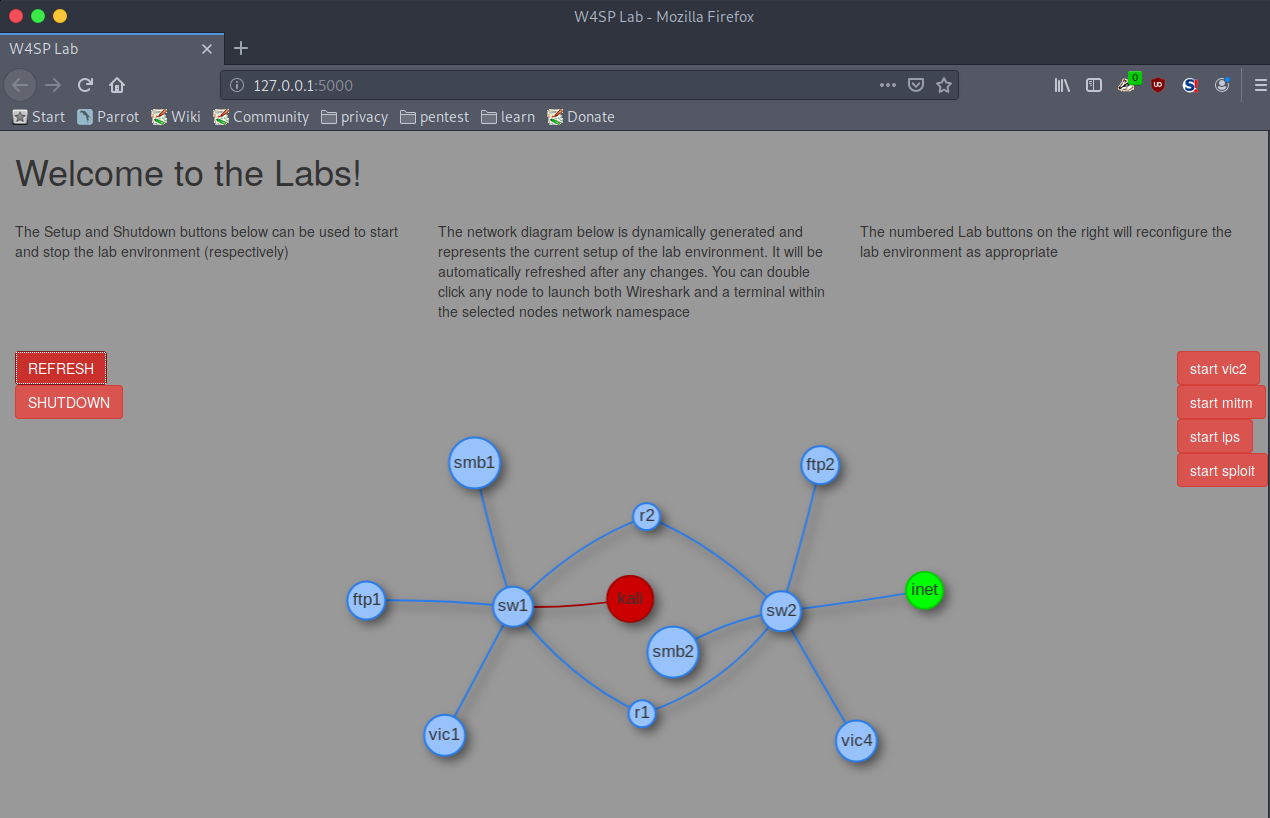 W4SP Lab - Mozilla Firefox
W4SP Lab
127.0.0.1:5000
0
Start Parrot Wiki Community privacy pentest learn Donate
Welcome to the Labs!
The Setup and Shutdown buttons below can be used to start
and stop the lab environment (respectively)
The network diagram below is dynamically generated and
represents the current setup of the lab environment. It will be
automatically refreshed after any changes. You can double
click any node to launch both Wireshark and a terminal within
the selected nodes network namespace
The numbered Lab buttons on the right will reconfigure the
lab environment as appropriate
REFRESH
SHUTDOWN
start vic2
start mitm
start ips
start sploit
smb1
ftp2
r2
inet
kali
ftp1
sw1
sw2
smb2
r1
vic1
vic4